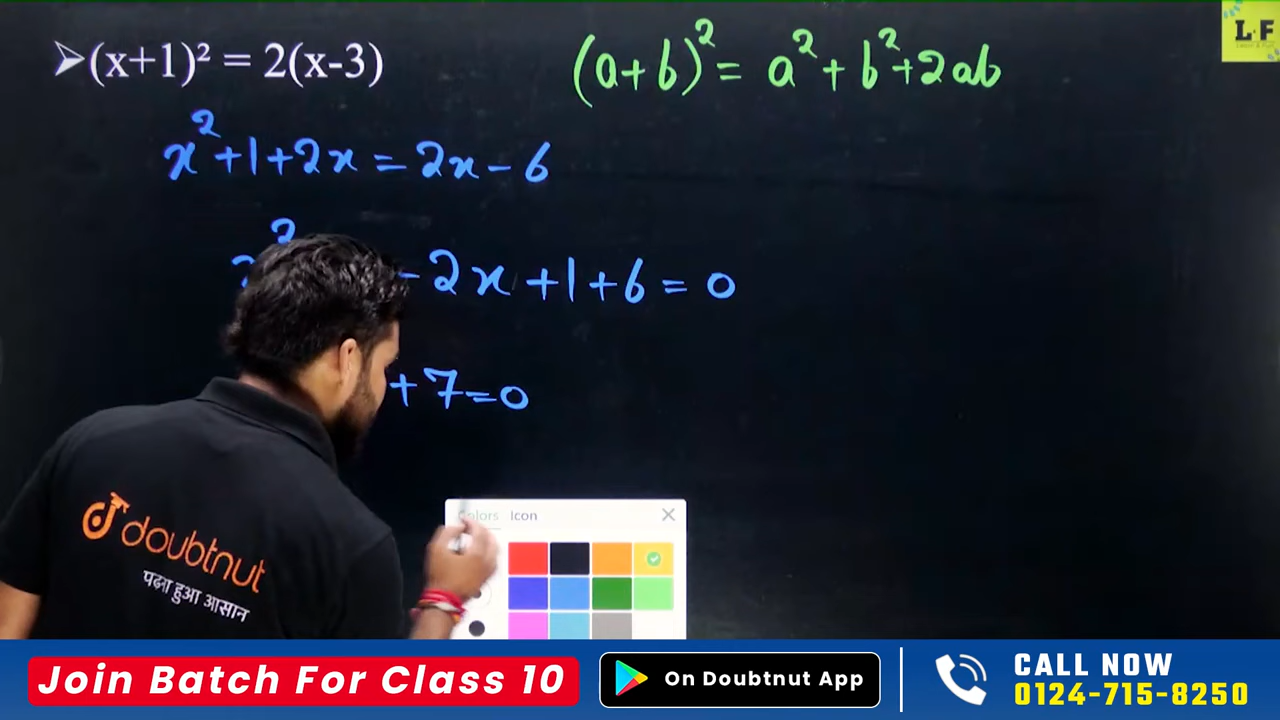 ➢(x+1)² = 2(x-3)
(a+b)² = a²+b²+2ab
L F
x²+1+2x = 2x-6
- 2x +1+6 = 0
+ 7=0
doubtnut
पढ़ना हुआ आसान
Colors Icon
Join Batch For Class 10
On Doubtnut App
CALL NOW
0124-715-8250